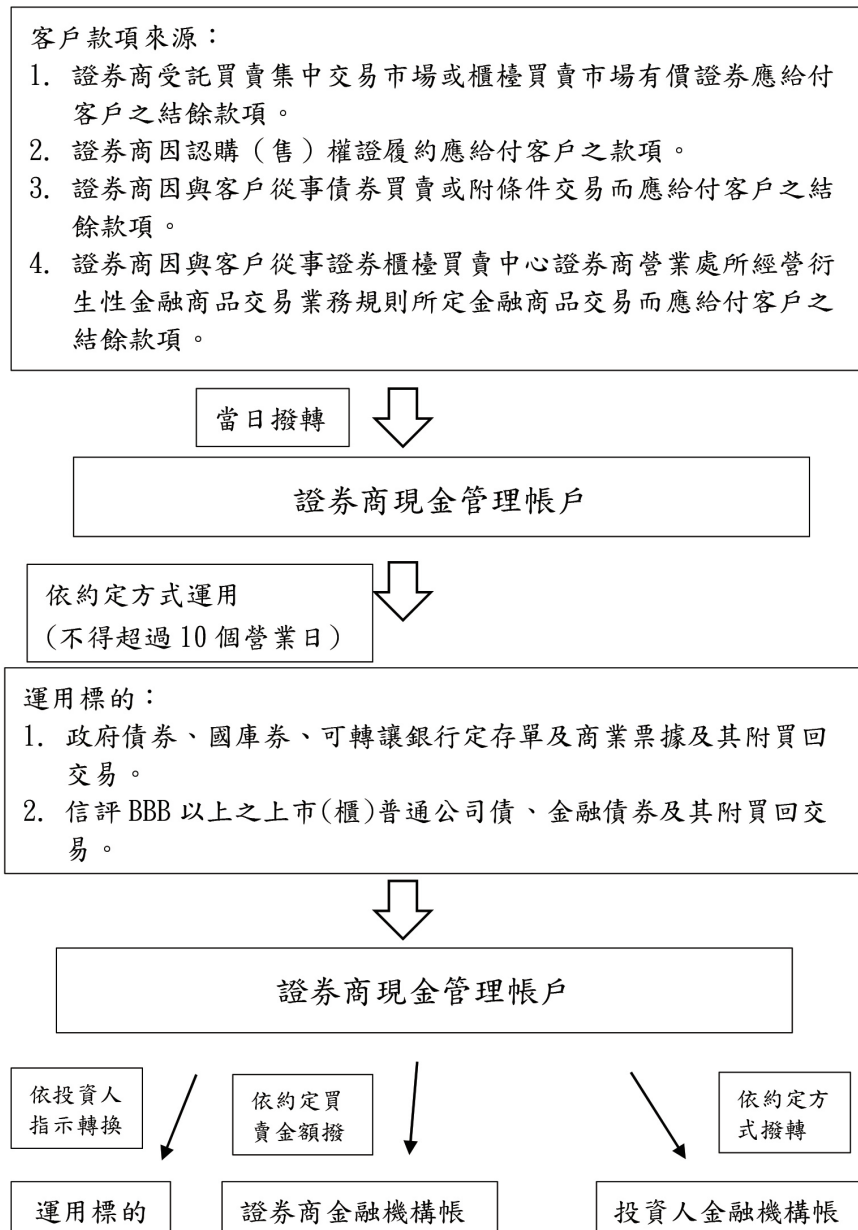 客戶款項來源：
1. 證券商受託買賣集中交易市場或櫃檯買賣市場有價證券應給付
客戶之結餘款項。
2. 證券商因認購（售）權證履約應給付客戶之款項。
3. 證券商因與客戶從事債券買賣或附條件交易而應給付客戶之結
餘款項。
4. 證券商因與客戶從事證券櫃檯買賣中心證券商營業處所經營衍
生性金融商品交易業務規則所定金融商品交易而應給付客戶之
結餘款項。
當日撥轉
證券商現金管理帳戶
依約定方式運用
(不得超過10個營業日)
運用標的：
1. 政府債券、國庫券、可轉讓銀行定存單及商業票據及其附買回
交易。
2. 信評BBB以上之上市(櫃)普通公司債、金融債券及其附買回交
易。
證券商現金管理帳戶
依投資人
指示轉換
依約定買
賣金額撥
依約定方
式撥轉
運用標的
證券商金融機構帳
投資人金融機構帳